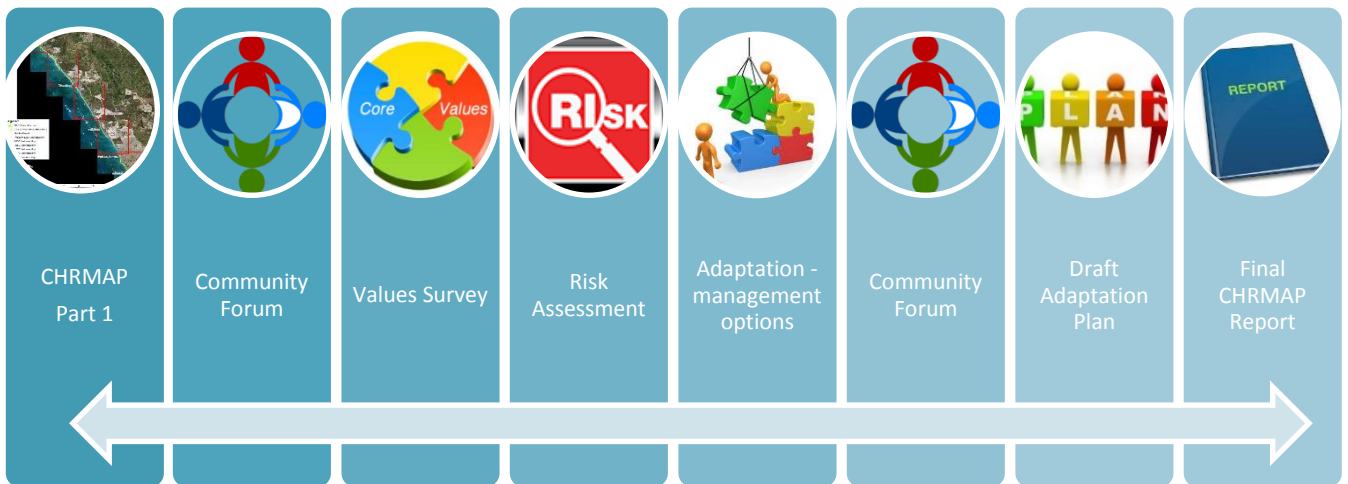 Core
Values
RISK
P L A N
REPORT
CHRMAP
Part 1
Community
Forum
Values Survey
Risk
Assessment
Adaptation -
management
options
Community
Forum
Draft
Adaptation
Plan
Final
CHRMAP
Report